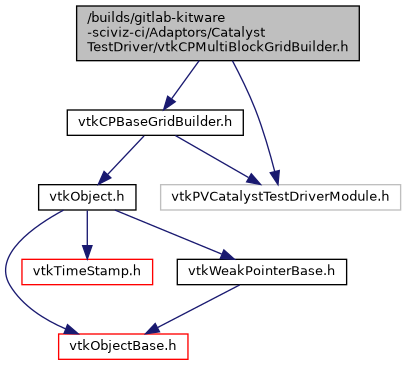 /builds/gitlab-kitware
-sciviz-ci/Adaptors/Catalyst
TestDriver/vtkCPMultiBlockGridBuilder.h
vtkCPBaseGridBuilder.h
vtkObject.h
vtkPVCatalystTestDriverModule.h
vtkTimeStamp.h
vtkWeakPointerBase.h
vtkObjectBase.h